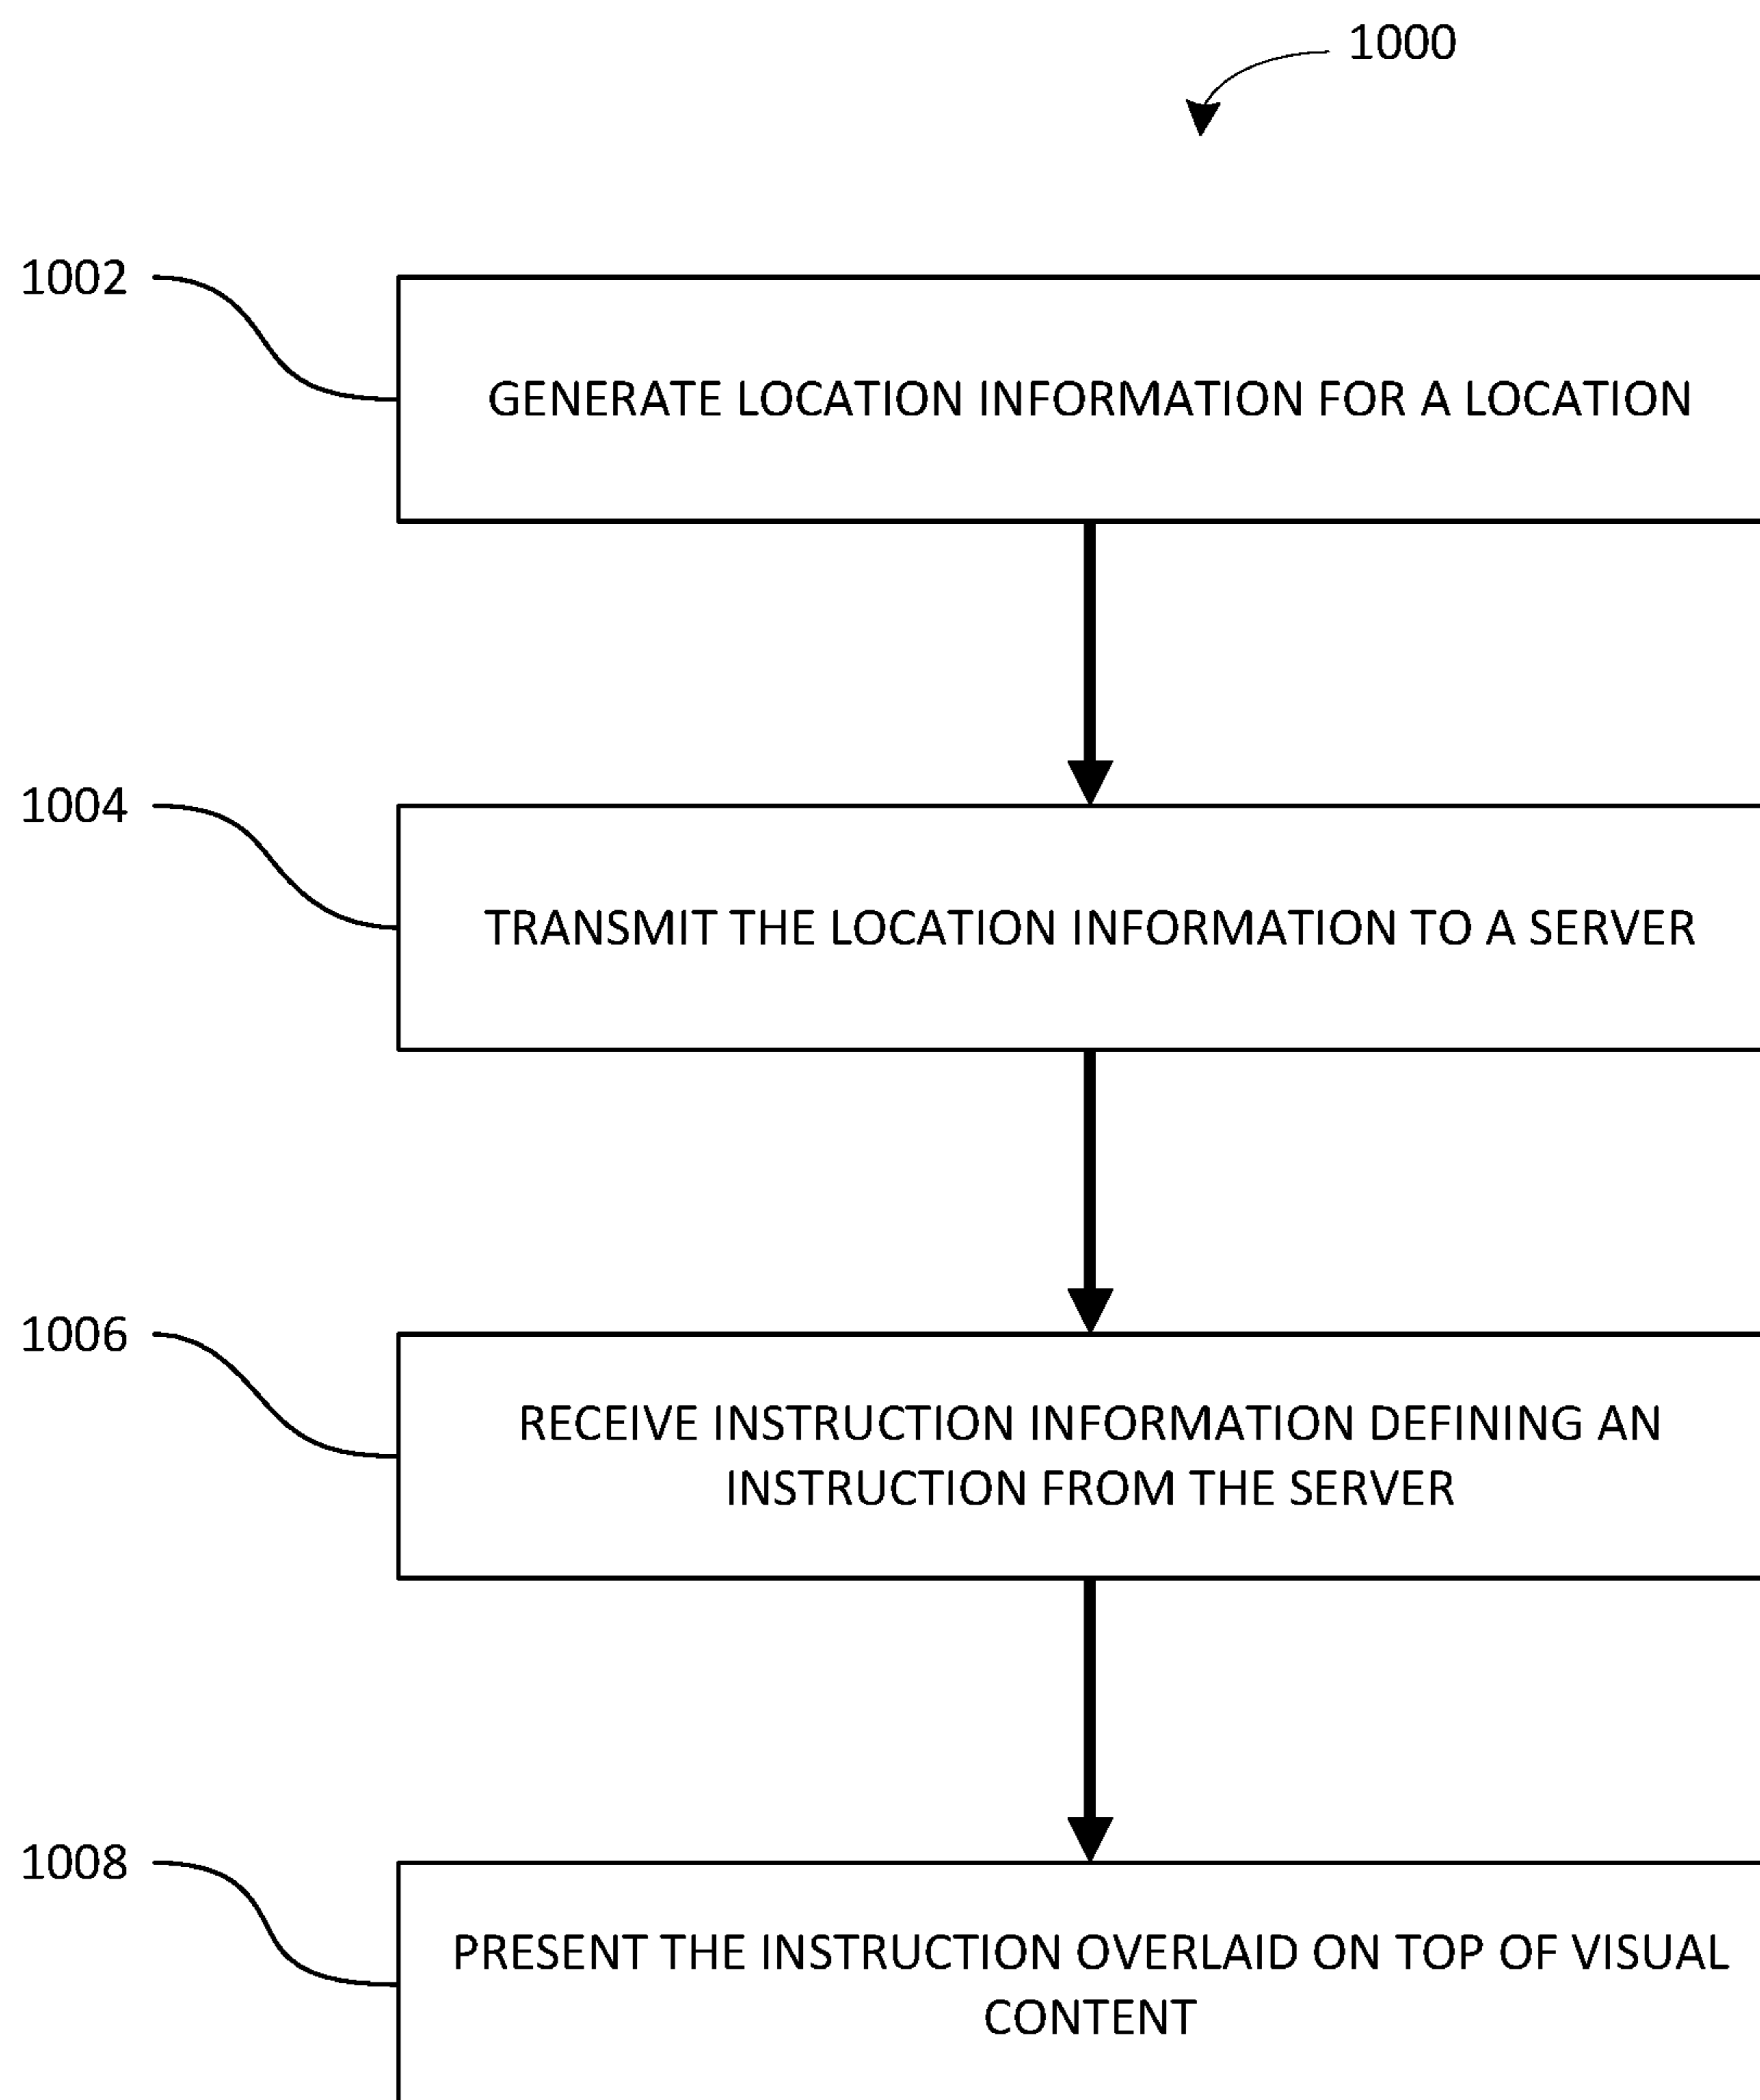 1000
1002
GENERATE LOCATION INFORMATION FOR A LOCATION
1004
TRANSMIT THE LOCATION INFORMATION TO A SERVER
1006
RECEIVE INSTRUCTION INFORMATION DEFINING AN
INSTRUCTION FROM THE SERVER
1008
PRESENT THE INSTRUCTION OVERLAID ON TOP OF VISUAL
CONTENT